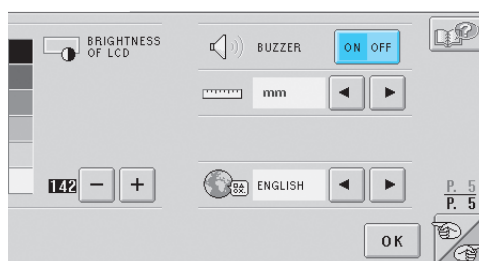 BRIGHTNESS
OF LCD
BUZZER
ON OFF
mm
142 − +
ENGLISH
P. 5
P. 5
OK